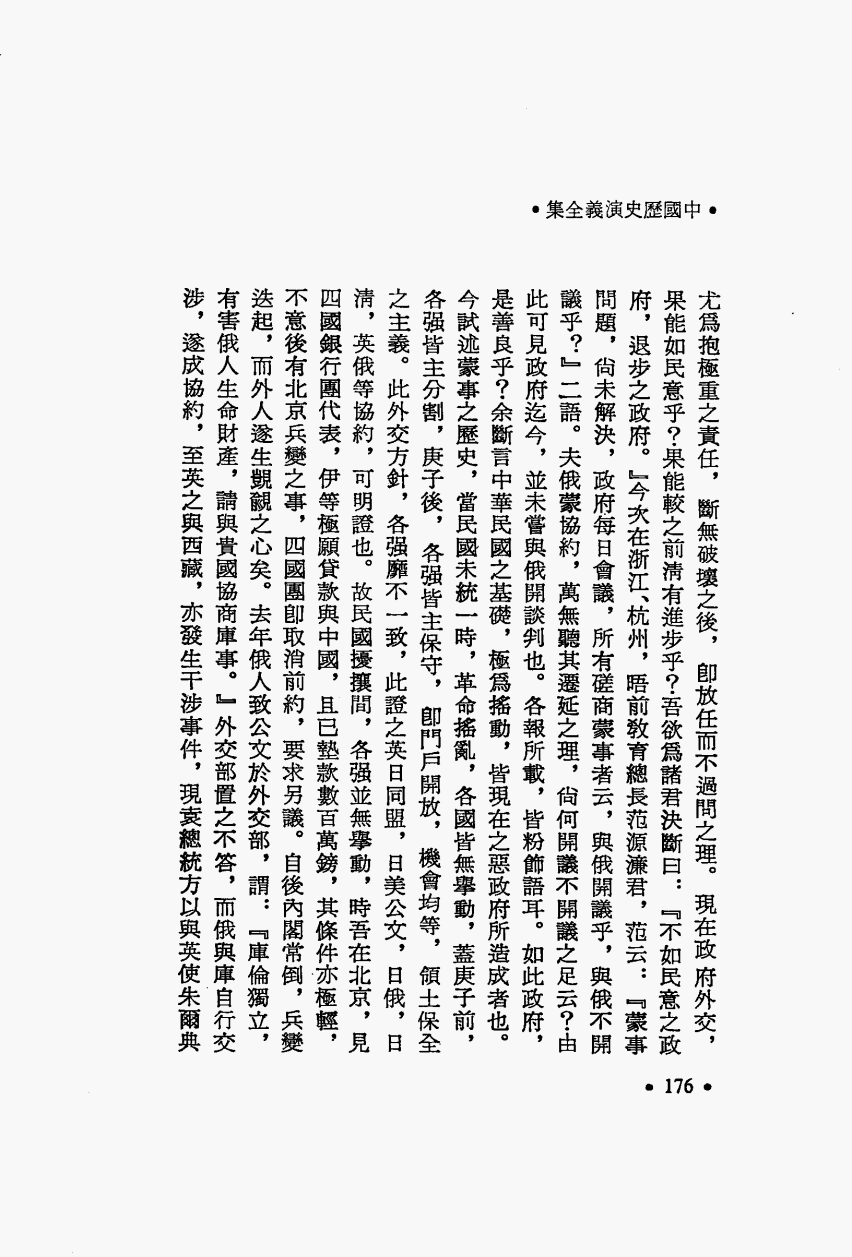 •中國歷史演義全集•
尤爲抱極重之責任，斷無破壞之後，卽放任而不過問之理。現在政府外交，
果能如民意乎？果能較之前淸有進步乎？吾欲爲諸君決斷曰：『不如民意之政
府，退步之政府。』今次在浙江、杭州，晤前敎育總長范源濂君，范云：『蒙事
問題，尙未解決，政府每日會議，所有磋商蒙事者云，與俄開議乎，與俄不開
議乎？』二語。夫俄蒙協約，萬無聽其遷延之理，尙何開議不開議之足云？由
此可見政府迄今，並未嘗與俄開談判也。各報所載，皆粉飾語耳。如此政府，
是善良乎？余斷言中華民國之基礎，極爲搖動，皆現在之惡政府所造成者也。
今試述蒙事之歷史，當民國未統一時，革命搖亂，各國皆無擧動，蓋庚子前，
各强皆主分割，庚子後，各强皆主保守，卽門戶開放，機會均等，領土保全
之主義。此外交方針，各强靡不一致，此證之英日同盟，日美公文，日俄，日
淸，英俄等協約，可明證也。故民國擾攘間，各强並無擧動，時吾在北京，見
四國銀行團代表，伊等極願貸款與中國，且已墊款數百萬鎊，其條件亦極輕，
不意後有北京兵變之事，四國團卽取消前約，要求另議。自後內閣常倒，兵變
迭起，而外人遂生覬覦之心矣。去年俄人致公文於外交部，謂：『庫倫獨立，
有害俄人生命財產，請與貴國協商庫事。』外交部置之不答，而俄與庫自行交
涉，遂成協約，至英之與西藏，亦發生干涉事件，現袁總統方以與英使朱爾典
•176•